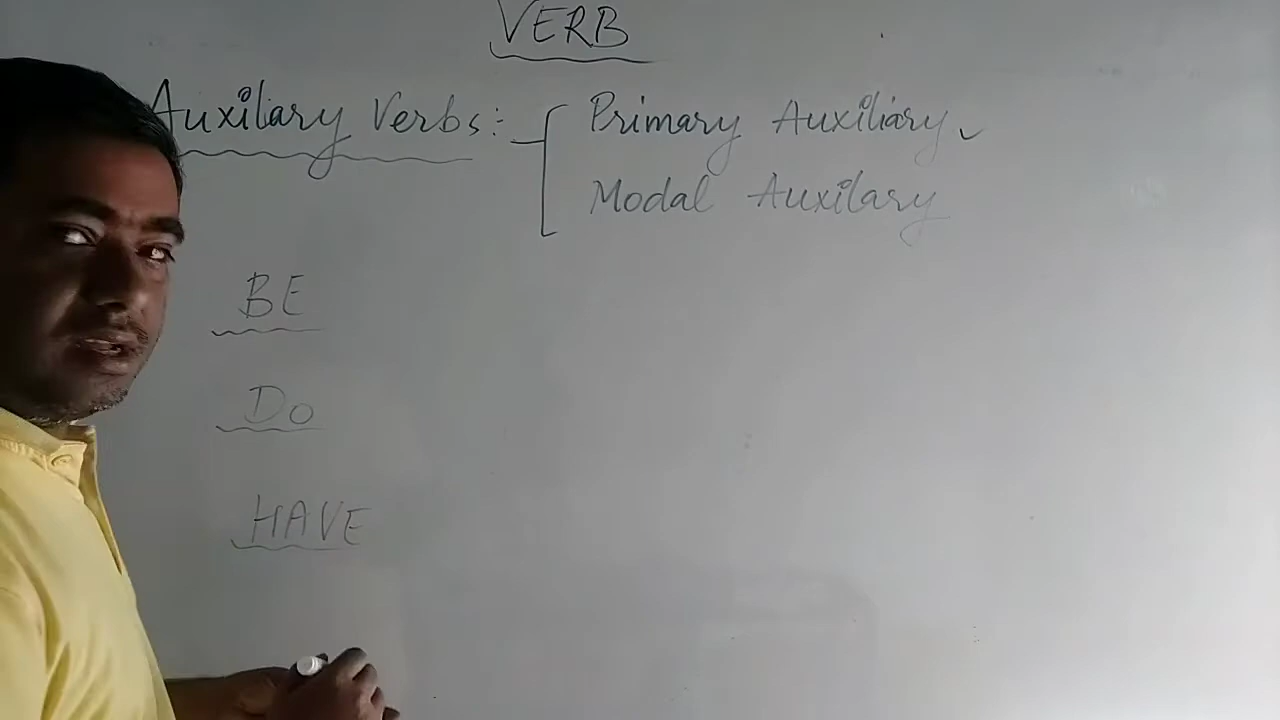 VERB
Auxilary Verbs:- Primary Auxiliary
Modal Auxilary
BE
Do
HAVE